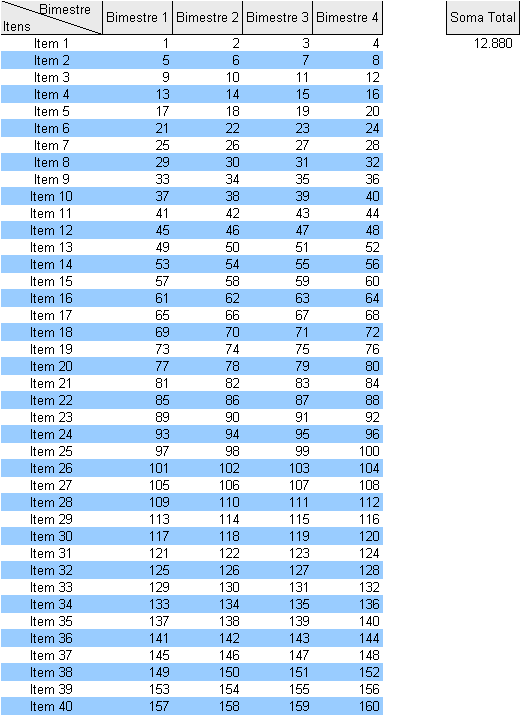 Bimestre
Itens Bimestre 1 Bimestre 2 Bimestre 3 Bimestre 4 Soma Total
Item 1 1 2 3 4 12.880
Item 2 5 6 7 8
Item 3 9 10 11 12
Item 4 13 14 15 16
Item 5 17 18 19 20
Item 6 21 22 23 24
Item 7 25 26 27 28
Item 8 29 30 31 32
Item 9 33 34 35 36
Item 10 37 38 39 40
Item 11 41 42 43 44
Item 12 45 46 47 48
Item 13 49 50 51 52
Item 14 53 54 55 56
Item 15 57 58 59 60
Item 16 61 62 63 64
Item 17 65 66 67 68
Item 18 69 70 71 72
Item 19 73 74 75 76
Item 20 77 78 79 80
Item 21 81 82 83 84
Item 22 85 86 87 88
Item 23 89 90 91 92
Item 24 93 94 95 96
Item 25 97 98 99 100
Item 26 101 102 103 104
Item 27 105 106 107 108
Item 28 109 110 111 112
Item 29 113 114 115 116
Item 30 117 118 119 120
Item 31 121 122 123 124
Item 32 125 126 127 128
Item 33 129 130 131 132
Item 34 133 134 135 136
Item 35 137 138 139 140
Item 36 141 142 143 144
Item 37 145 146 147 148
Item 38 149 150 151 152
Item 39 153 154 155 156
Item 40 157 158 159 160